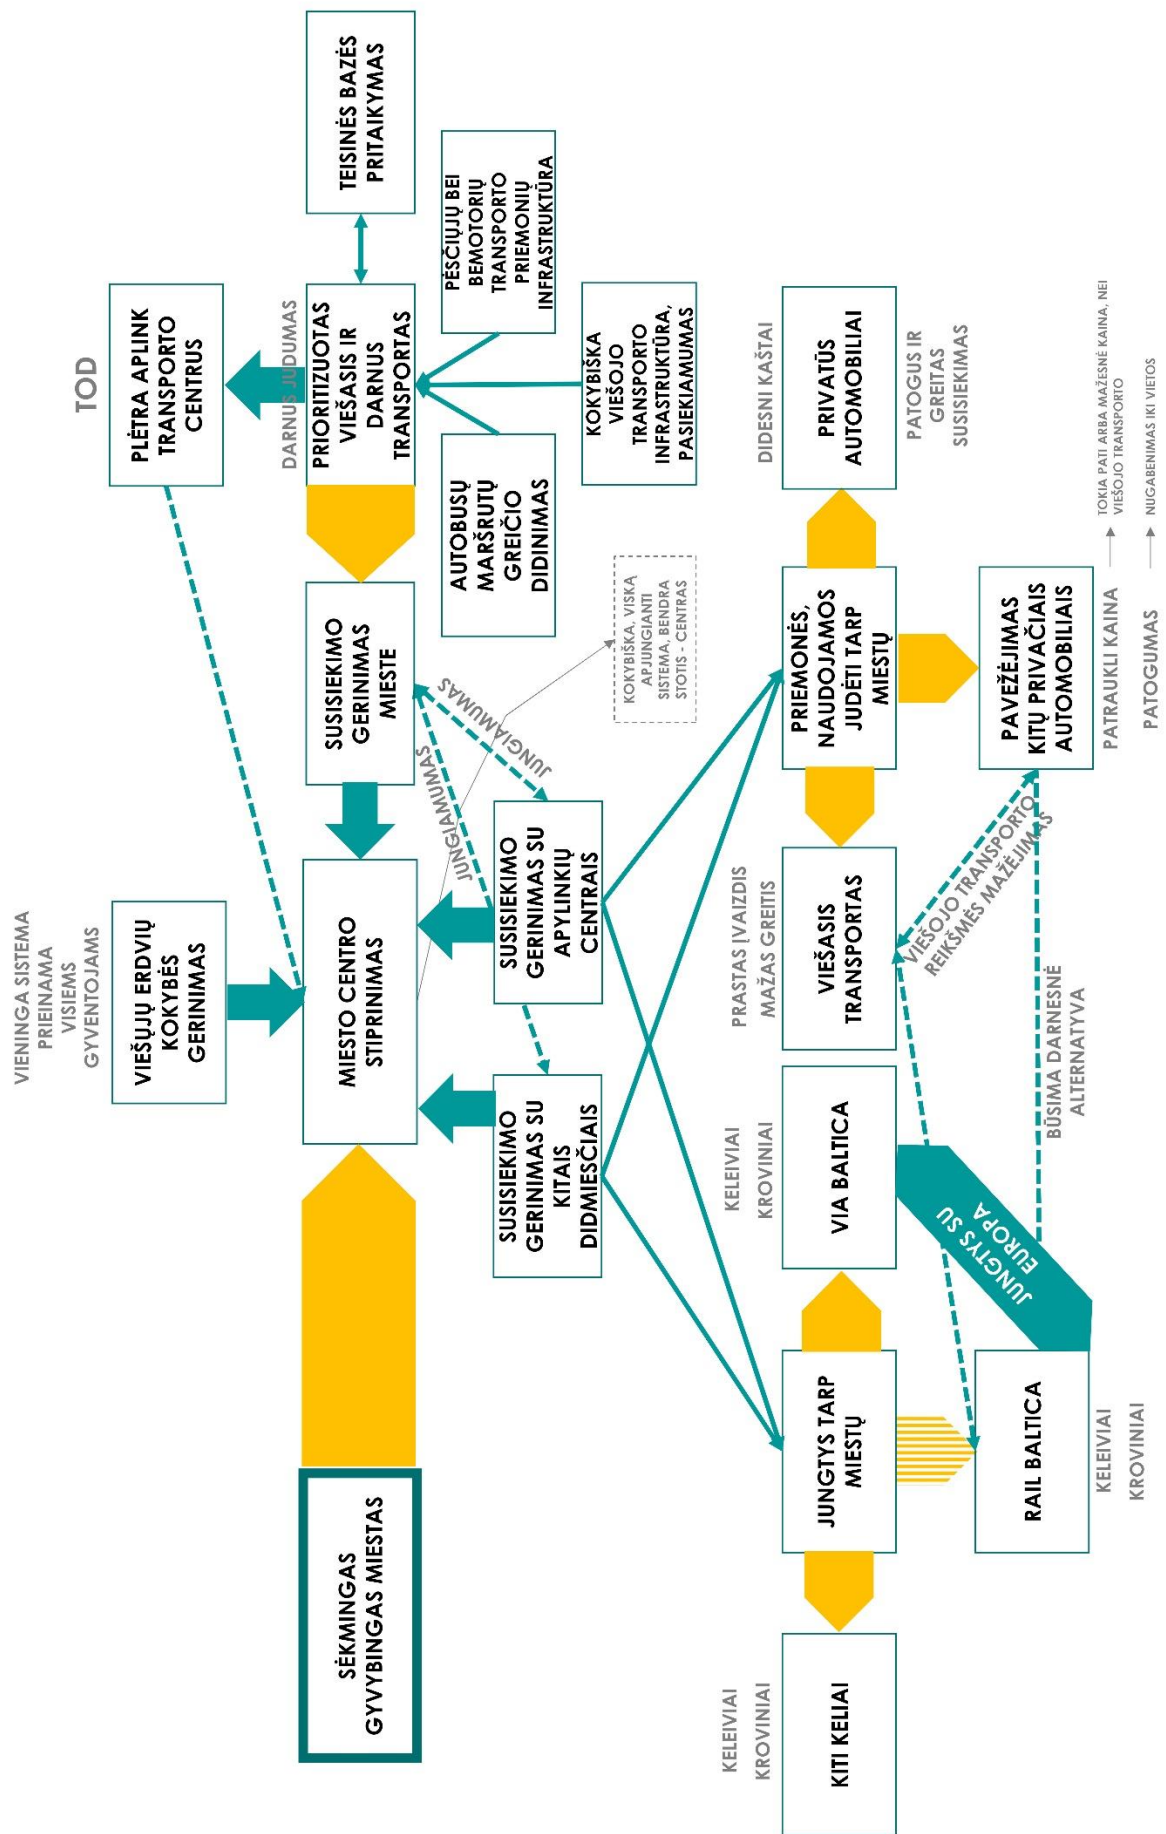 VIENINGA SISTEMA
PRIEINAMA
VISIEMS
GYVENTOJAMS
VIEŠŲJŲ ERDVIŲ
KOKYBĖS
GERINIMAS
TOD
PLĖTRA APLINK
TRANSPORTO
CENTRUS
SĖKMINGAS
GYVYBINGAS MIESTAS
MIESTO CENTRO
STIPRINIMAS
SUSISIEKIMO
GERINIMAS
MIESTE
DARNUS JUDUMAS
PRIORITIZUOTAS
VIEŠASIS IR
DARNUS
TRANSPORTAS
TEISINĖS BAZĖS
PRITAIKYMAS
JUNGIAMUMAS
JUNGIAMUMAS
SUSISIEKIMO
GERINIMAS SU
KITAIS
DIDMIESČIAIS
SUSISIEKIMO
GERINIMAS SU
APYLINKIŲ
CENTRAIS
AUTOBUSŲ
MARŠRUTŲ
GREIČIO
DIDINIMAS
PĖSČIŲJŲ BEI
BEMOTORIŲ
TRANSPORTO
PRIEMONIŲ
INFRASTRUKTŪRA
KOKYBIŠKA
VIEŠOJO
TRANSPORTO
INFRASTRUKTŪRA,
PASIEKIAMUMAS
KOKYBIŠKA, VISKA
APJUNGIANTI
SISTEMA, BENDRA
STOTIS - CENTRAS
KELEIVIAI
KROVINIAI
KITI KELIAI
JUNGTYS TARP
MIESTŲ
KELEIVIAI
KROVINIAI
VIA BALTICA
PRASTAS ĮVAIZDIS
MAŽAS GREITIS
VIEŠASIS
TRANSPORTAS
PRIEMONĖS,
NAUDOJAMOS
JUDĖTI TARP
MIESTŲ
DIDESNI KAŠTAI
PRIVATŪS
AUTOMOBILIAI
PATOGUS IR
GREITAS
SUSISIEKIMAS
JUNGTYS SU
EUROPA
VIEŠOJO TRANSPORTO
REIKŠMĖS MAŽĖJIMAS
RAIL BALTICA
KELEIVIAI
KROVINIAI
BŪSIMA DARNESNĖ
ALTERNATYVA
PAVEŽĖJIMAS
KITŲ PRIVAČIAIS
AUTOMOBILIAIS
PATRAUKLI KAINA
TOKIA PATI ARBA MAŽESNĖ KAINA, NEI
VIEŠOJO TRANSPORTO
PATOGUMAS
NUGABENIMAS IKI VIETOS